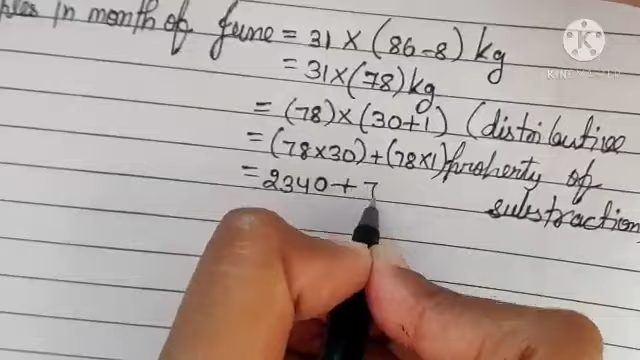 ples in month of June = 31 × (86-8) kg
= 31×(78)kg
= (78)×(30+1) (distributive
= (78×30)+(78×1) property of
= 2340+7 substraction
KINEMASTER